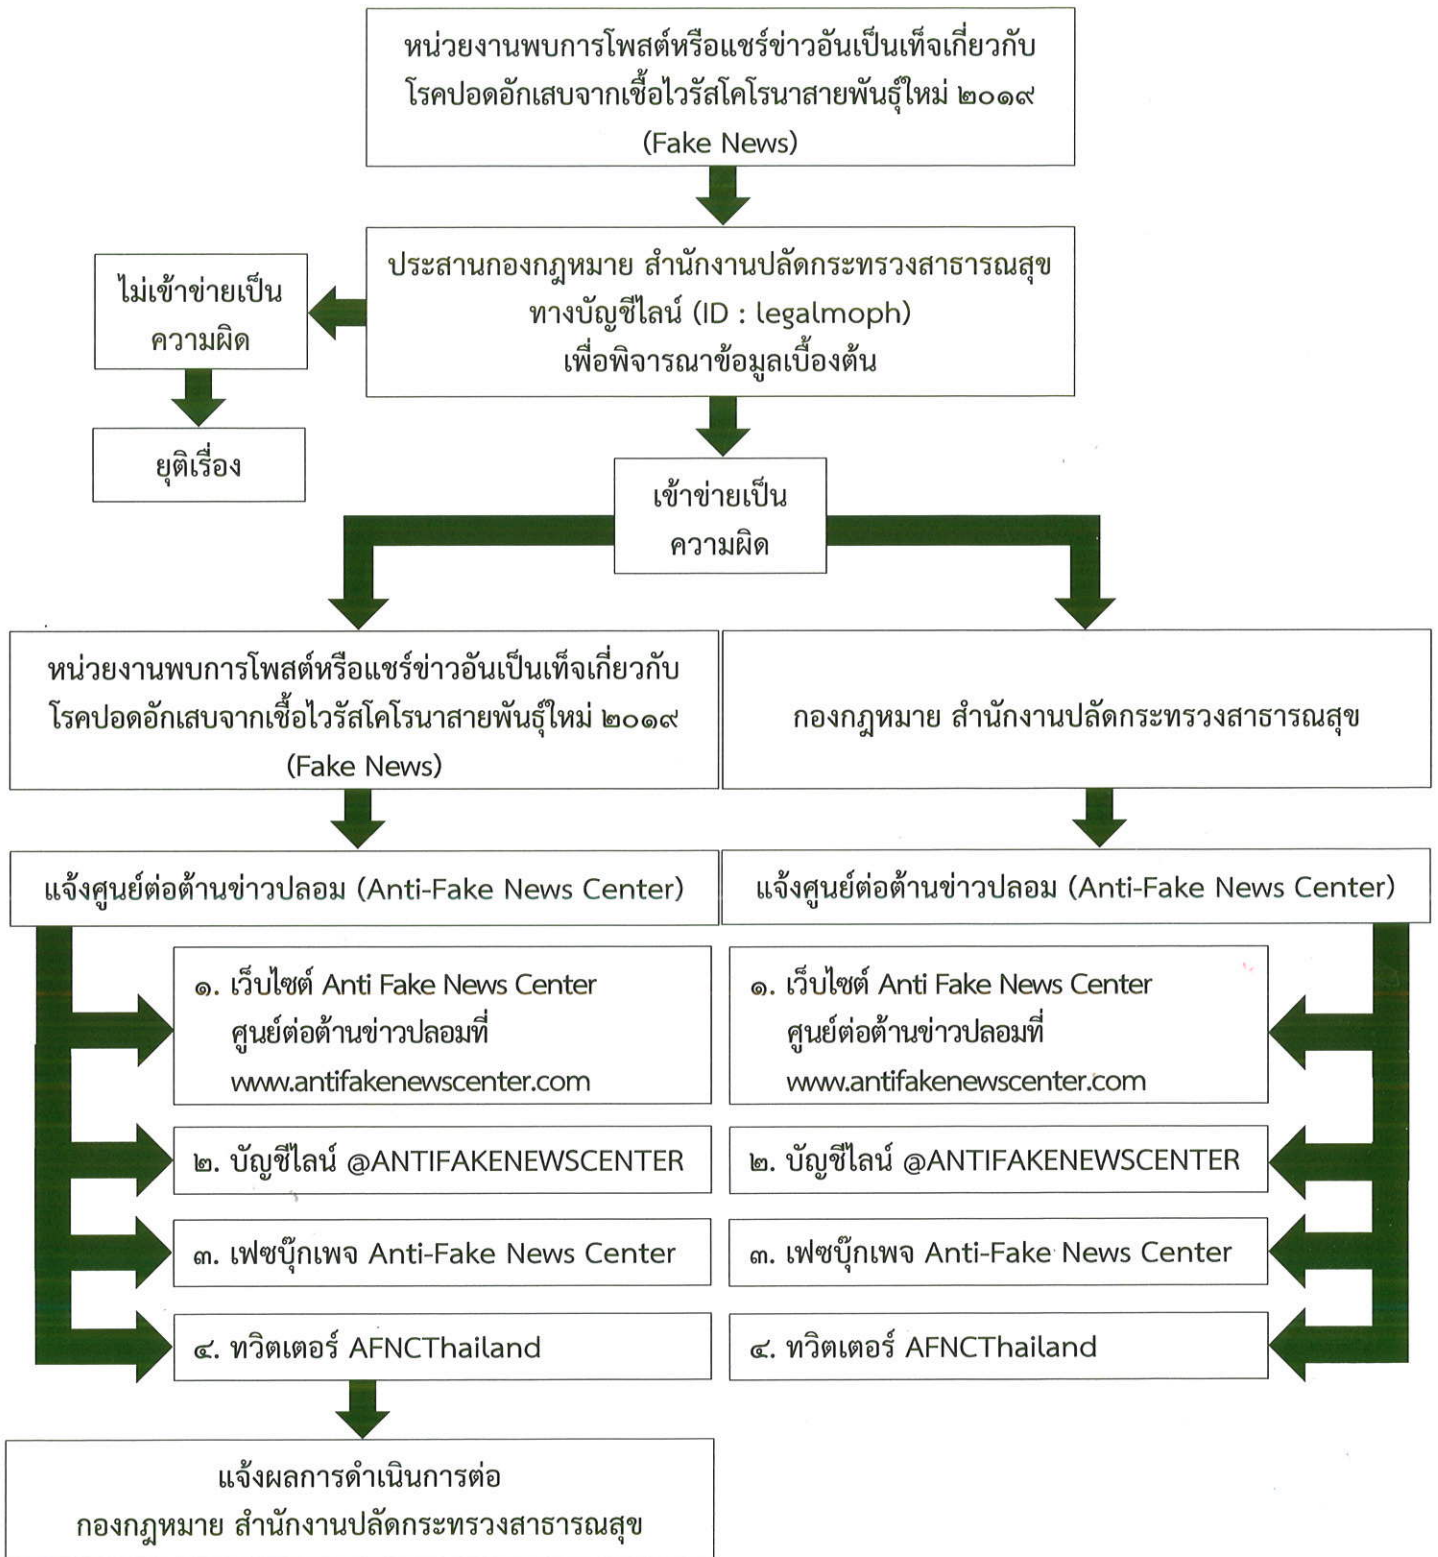 หน่วยงานพบการโพสต์หรือแชร์ข่าวอันเป็นเท็จเกี่ยวกับ
โรคปอดอักเสบจากเชื้อไวรัสโคโรนาสายพันธุ์ใหม่ ๒๐๑๙
(Fake News)
ประสานกองกฎหมาย สำนักงานปลัดกระทรวงสาธารณสุข
ทางบัญชีไลน์ (ID : legalmoph)
เพื่อพิจารณาข้อมูลเบื้องต้น
ไม่เข้าข่ายเป็น
ความผิด
ยุติเรื่อง
เข้าข่ายเป็น
ความผิด
หน่วยงานพบการโพสต์หรือแชร์ข่าวอันเป็นเท็จเกี่ยวกับ
โรคปอดอักเสบจากเชื้อไวรัสโคโรนาสายพันธุ์ใหม่ ๒๐๑๙
(Fake News)
กองกฎหมาย สำนักงานปลัดกระทรวงสาธารณสุข
แจ้งศูนย์ต่อต้านข่าวปลอม (Anti-Fake News Center)
แจ้งศูนย์ต่อต้านข่าวปลอม (Anti-Fake News Center)
๑. เว็บไซต์ Anti Fake News Center
ศูนย์ต่อต้านข่าวปลอมที่
www.antifakenewscenter.com
๒. บัญชีไลน์ @ANTIFAKENEWSCENTER
๓. เฟซบุ๊กเพจ Anti-Fake News Center
๔. ทวิตเตอร์ AFNCThailand
๑. เว็บไซต์ Anti Fake News Center
ศูนย์ต่อต้านข่าวปลอมที่
www.antifakenewscenter.com
๒. บัญชีไลน์ @ANTIFAKENEWSCENTER
๓. เฟซบุ๊กเพจ Anti-Fake News Center
๔. ทวิตเตอร์ AFNCThailand
แจ้งผลการดำเนินการต่อ
กองกฎหมาย สำนักงานปลัดกระทรวงสาธารณสุข